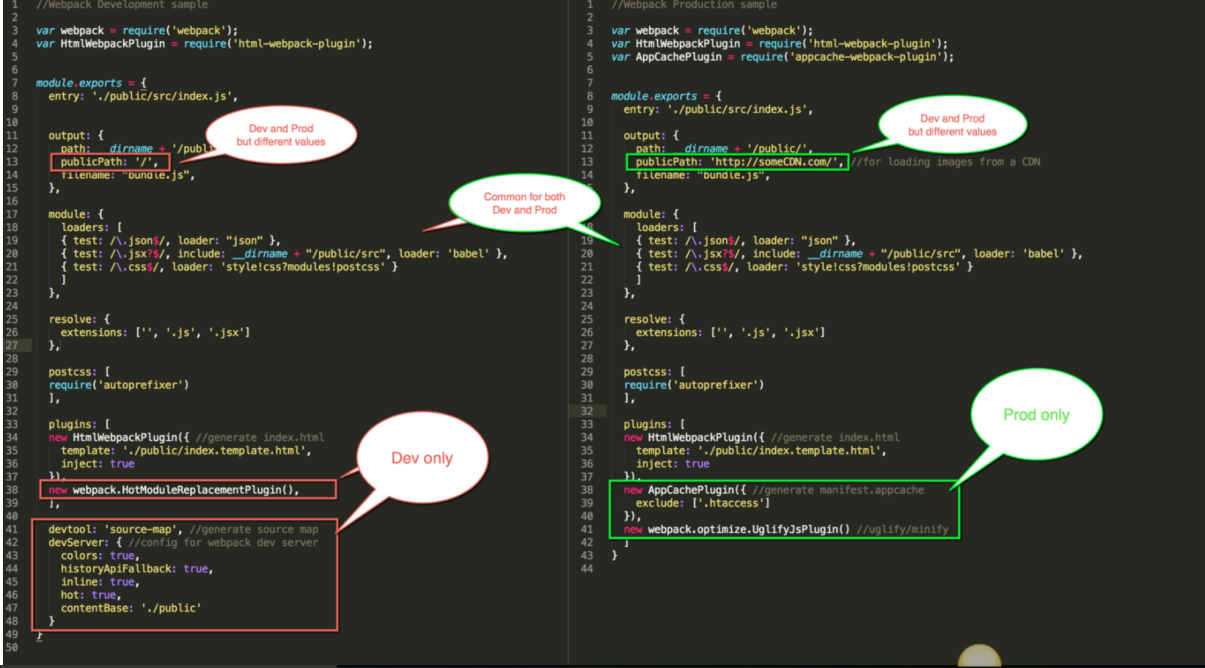 1 //Webpack Development sample
2
3 var webpack = require('webpack');
4 var HtmlWebpackPlugin = require('html-webpack-plugin');
5
6
7 module.exports = {
8 entry: './public/src/index.js',
9
10
11 output: {
12 path: __dirname + '/publ
13 publicPath: '/',
14 filename: "bundle.js",
15 },
16
17 module: {
18 loaders: [
19 { test: /\.json$/, loader: "json" },
20 { test: /\.jsx?$/, include: __dirname + "/public/src", loader: 'babel' },
21 { test: /\.css$/, loader: 'style!css?modules!postcss' }
22 ]
23 },
24
25 resolve: {
26 extensions: ['', '.js', '.jsx']
27 },
28
29 postcss: [
30 require('autoprefixer')
31 ],
32
33 plugins: [
34 new HtmlWebpackPlugin({ //generate index.html
35 template: './public/index.template.html',
36 inject: true
37 }),
38 new webpack.HotModuleReplacementPlugin(),
39 ],
40
41 devtool: 'source-map', //generate source map
42 devServer: { //config for webpack dev server
43 colors: true,
44 historyApiFallback: true,
45 inline: true,
46 hot: true,
47 contentBase: './public'
48 }
49 }
50
Dev and Prod
but different values
Common for both
Dev and Prod
Dev only
1 //Webpack Production sample
2
3 var webpack = require('webpack');
4 var HtmlWebpackPlugin = require('html-webpack-plugin');
5 var AppCachePlugin = require('appcache-webpack-plugin');
6
7
8 module.exports = {
9 entry: './public/src/index.js',
10
11 output: {
12 path: __dirname + '/public/',
13 publicPath: 'http://someCDN.com/', //for loading images from a CDN
14 filename: "bundle.js",
15 },
16
17 module: {
18 loaders: [
19 { test: /\.json$/, loader: "json" },
20 { test: /\.jsx?$/, include: __dirname + "/public/src", loader: 'babel' },
21 { test: /\.css$/, loader: 'style!css?modules!postcss' }
22 ]
23 },
24
25 resolve: {
26 extensions: ['', '.js', '.jsx']
27 },
28
29 postcss: [
30 require('autoprefixer')
31 ],
32
33 plugins: [
34 new HtmlWebpackPlugin({ //generate index.html
35 template: './public/index.template.html',
36 inject: true
37 }),
38 new AppCachePlugin({ //generate manifest.appcache
39 exclude: ['.htaccess']
40 }),
41 new webpack.optimize.UglifyJsPlugin() //uglify/minify
42 ]
43 }
44
Dev and Prod
but different values
Prod only